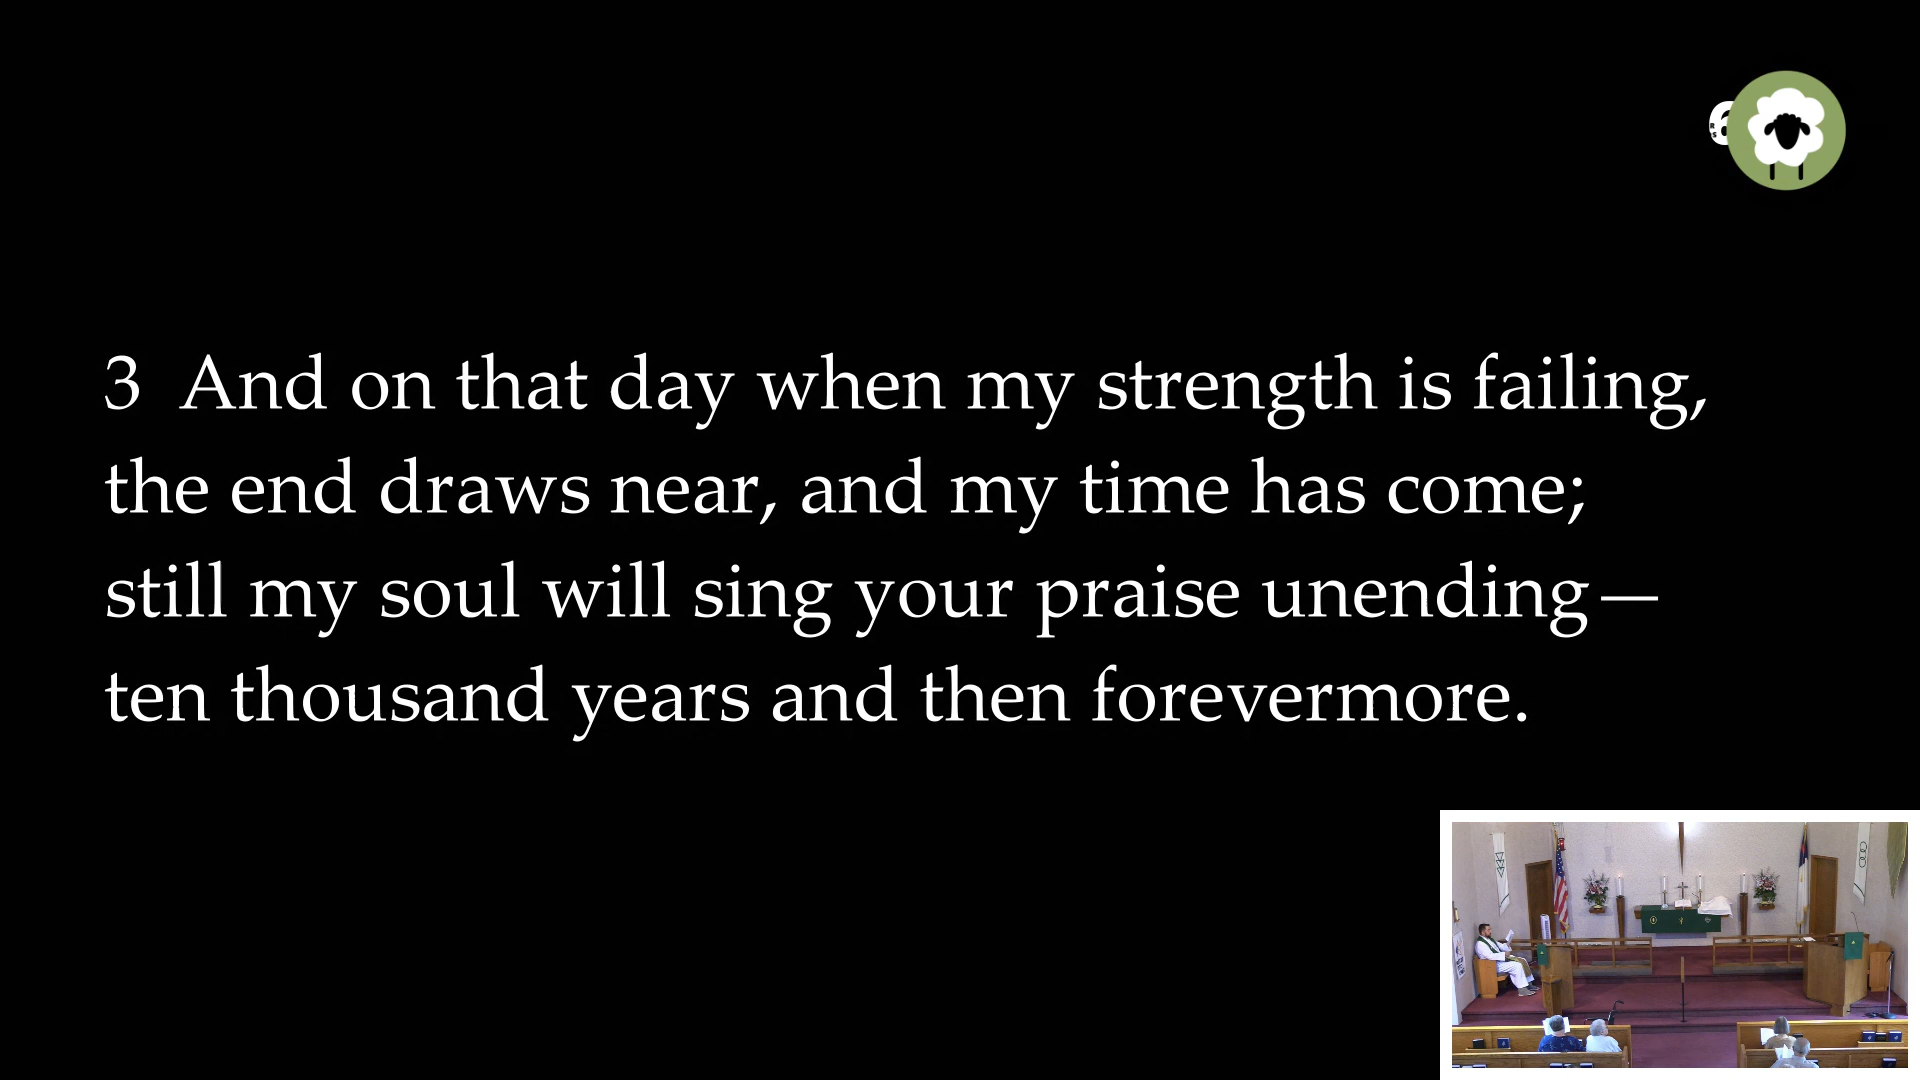 3 And on that day when my strength is failing,
the end draws near, and my time has come;
still my soul will sing your praise unending—
ten thousand years and then forevermore.